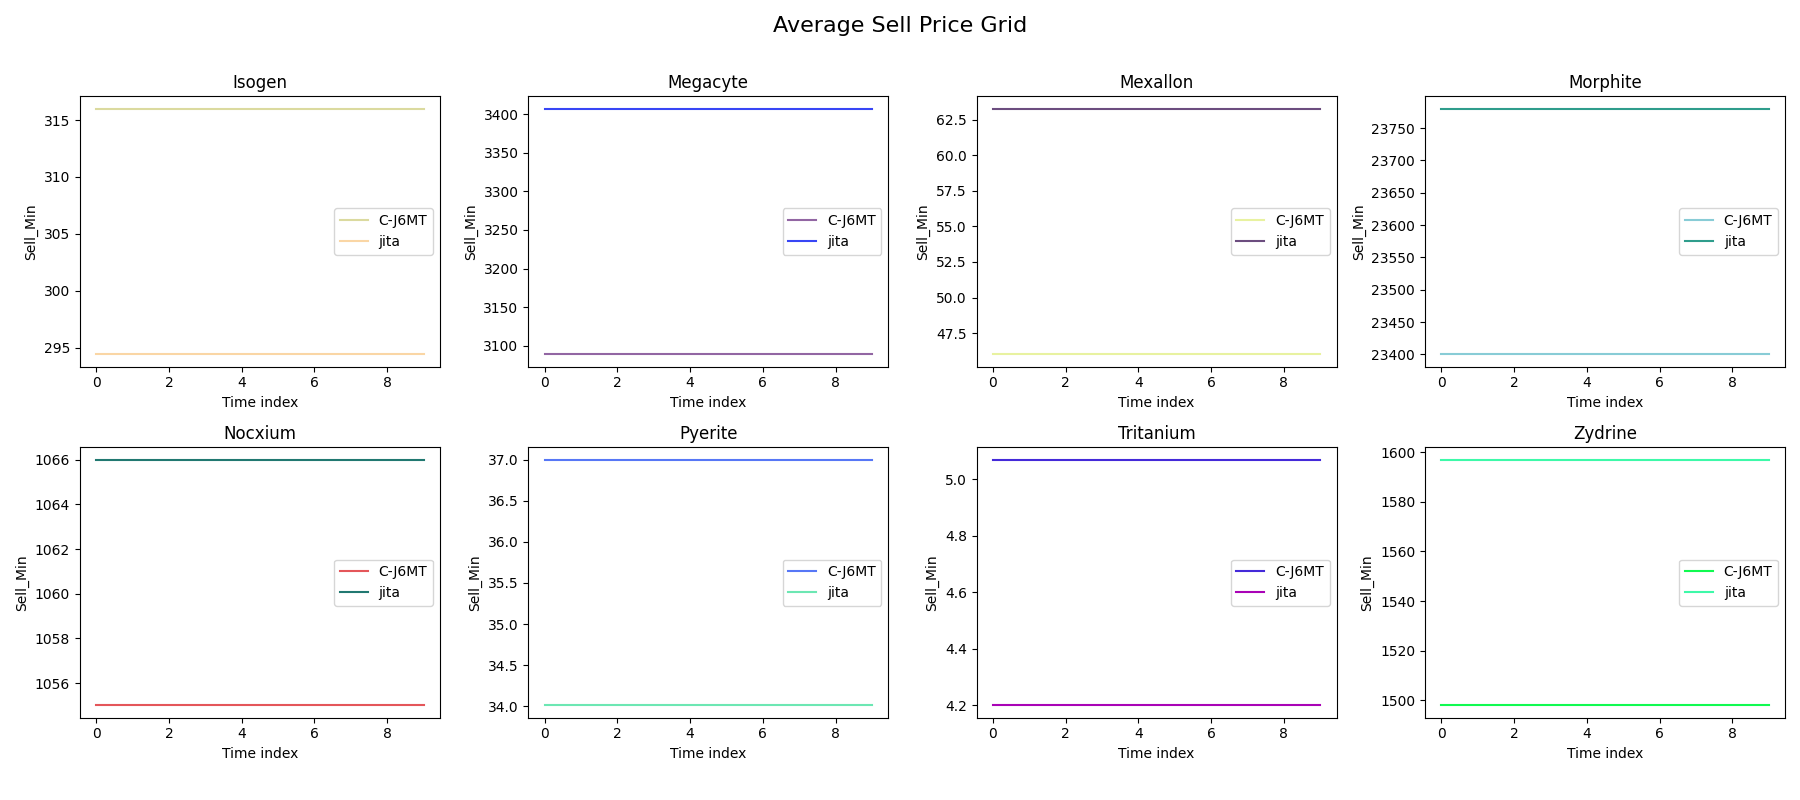 Average Sell Price Grid
Isogen
Sell_Min
315
310
305
300
295
C-J6MT
jita
0 2 4 6 8
Time index
Megacyte
Sell_Min
3400
3350
3300
3250
3200
3150
3100
C-J6MT
jita
0 2 4 6 8
Time index
Mexallon
Sell_Min
62.5
60.0
57.5
55.0
52.5
50.0
47.5
C-J6MT
jita
0 2 4 6 8
Time index
Morphite
Sell_Min
23750
23700
23650
23600
23550
23500
23450
23400
C-J6MT
jita
0 2 4 6 8
Time index
Nocxium
Sell_Min
1066
1064
1062
1060
1058
1056
C-J6MT
jita
0 2 4 6 8
Time index
Pyerite
Sell_Min
37.0
36.5
36.0
35.5
35.0
34.5
34.0
C-J6MT
jita
0 2 4 6 8
Time index
Tritanium
Sell_Min
5.0
4.8
4.6
4.4
4.2
C-J6MT
jita
0 2 4 6 8
Time index
Zydrine
Sell_Min
1600
1580
1560
1540
1520
1500
C-J6MT
jita
0 2 4 6 8
Time index